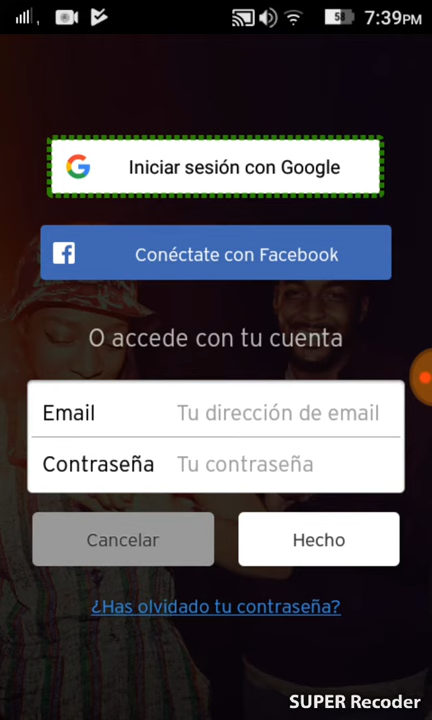 58
7:39PM
Iniciar sesión con Google
Conéctate con Facebook
O accede con tu cuenta
Email Tu dirección de email
Contraseña Tu contraseña
Cancelar Hecho
¿Has olvidado tu contraseña?
SUPER Recoder